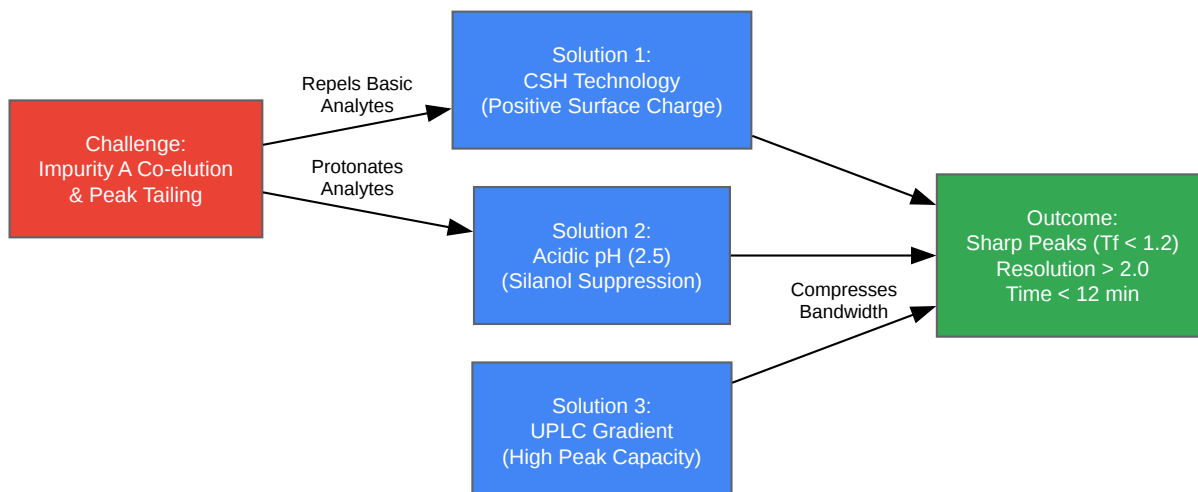 Challenge:
Impurity A Co-elution
& Peak Tailing
Repels Basic
Analytes
Protonates
Analytes
Solution 1:
CSH Technology
(Positive Surface Charge)
Solution 2:
Acidic pH (2.5)
(Silanol Suppression)
Solution 3:
UPLC Gradient
(High Peak Capacity)
Compresses
Bandwidth
Outcome:
Sharp Peaks (Tf < 1.2)
Resolution > 2.0
Time < 12 min